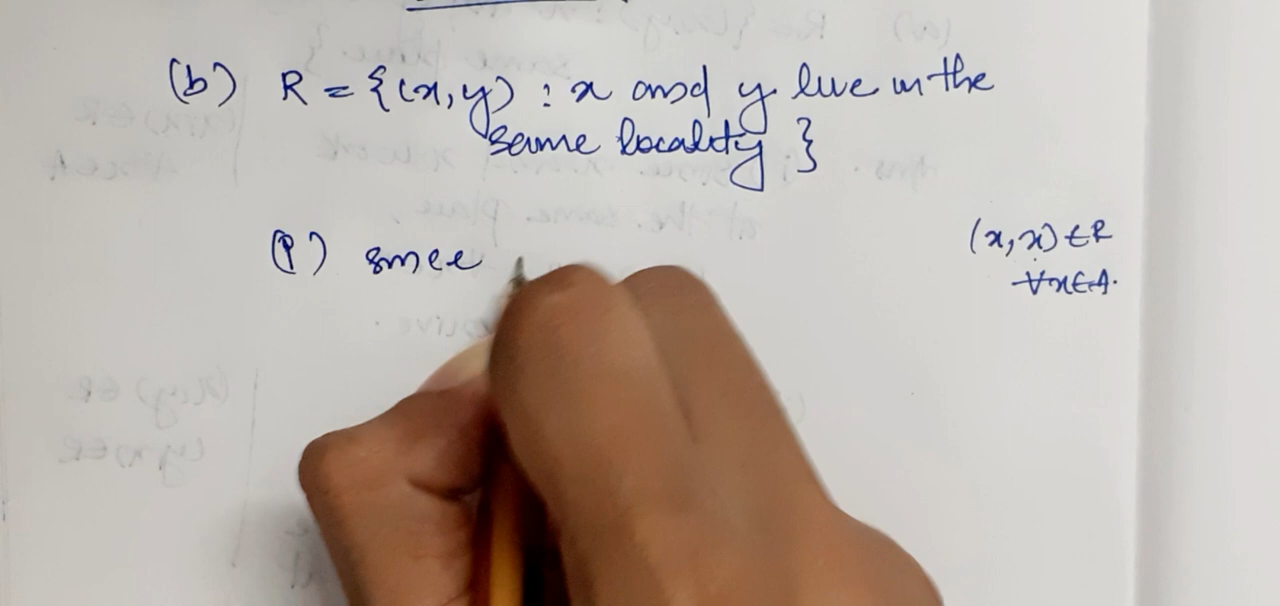 (b) R = {(x,y) : x and y live in the
same locality }
(i) since
(x,x) ∈ R
∀x∈A.